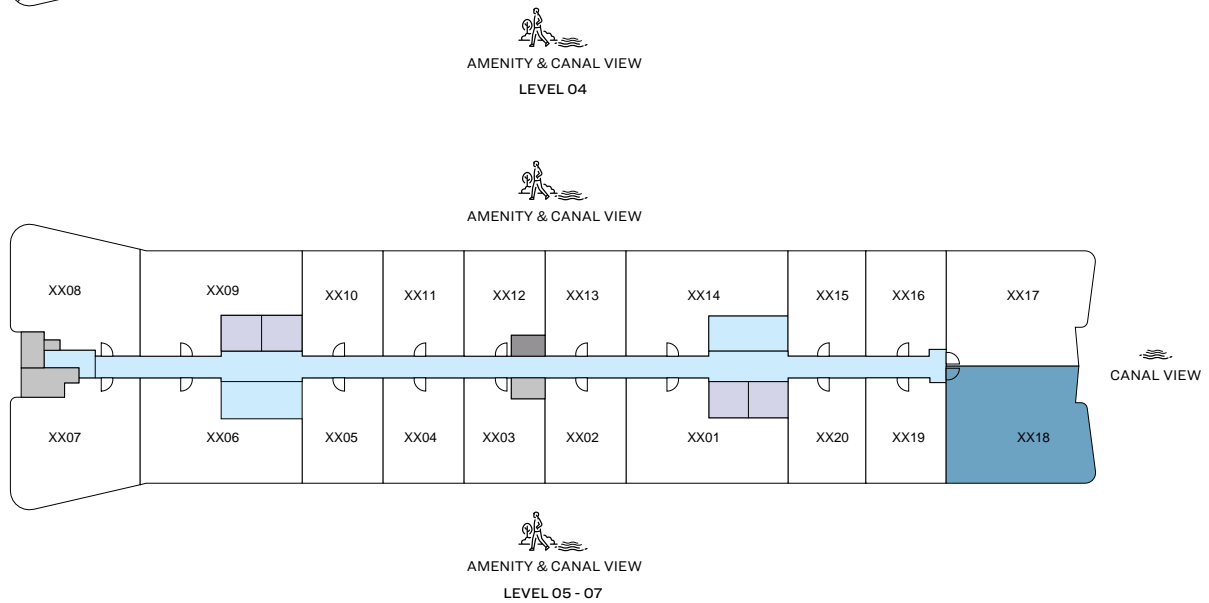 AMENITY & CANAL VIEW
LEVEL 04
AMENITY & CANAL VIEW
XX08
XX09
XX10
XX11
XX12
XX13
XX14
XX15
XX16
XX17
CANAL VIEW
XX07
XX06
XX05
XX04
XX03
XX02
XX01
XX20
XX19
XX18
AMENITY & CANAL VIEW
LEVEL 05 - 07